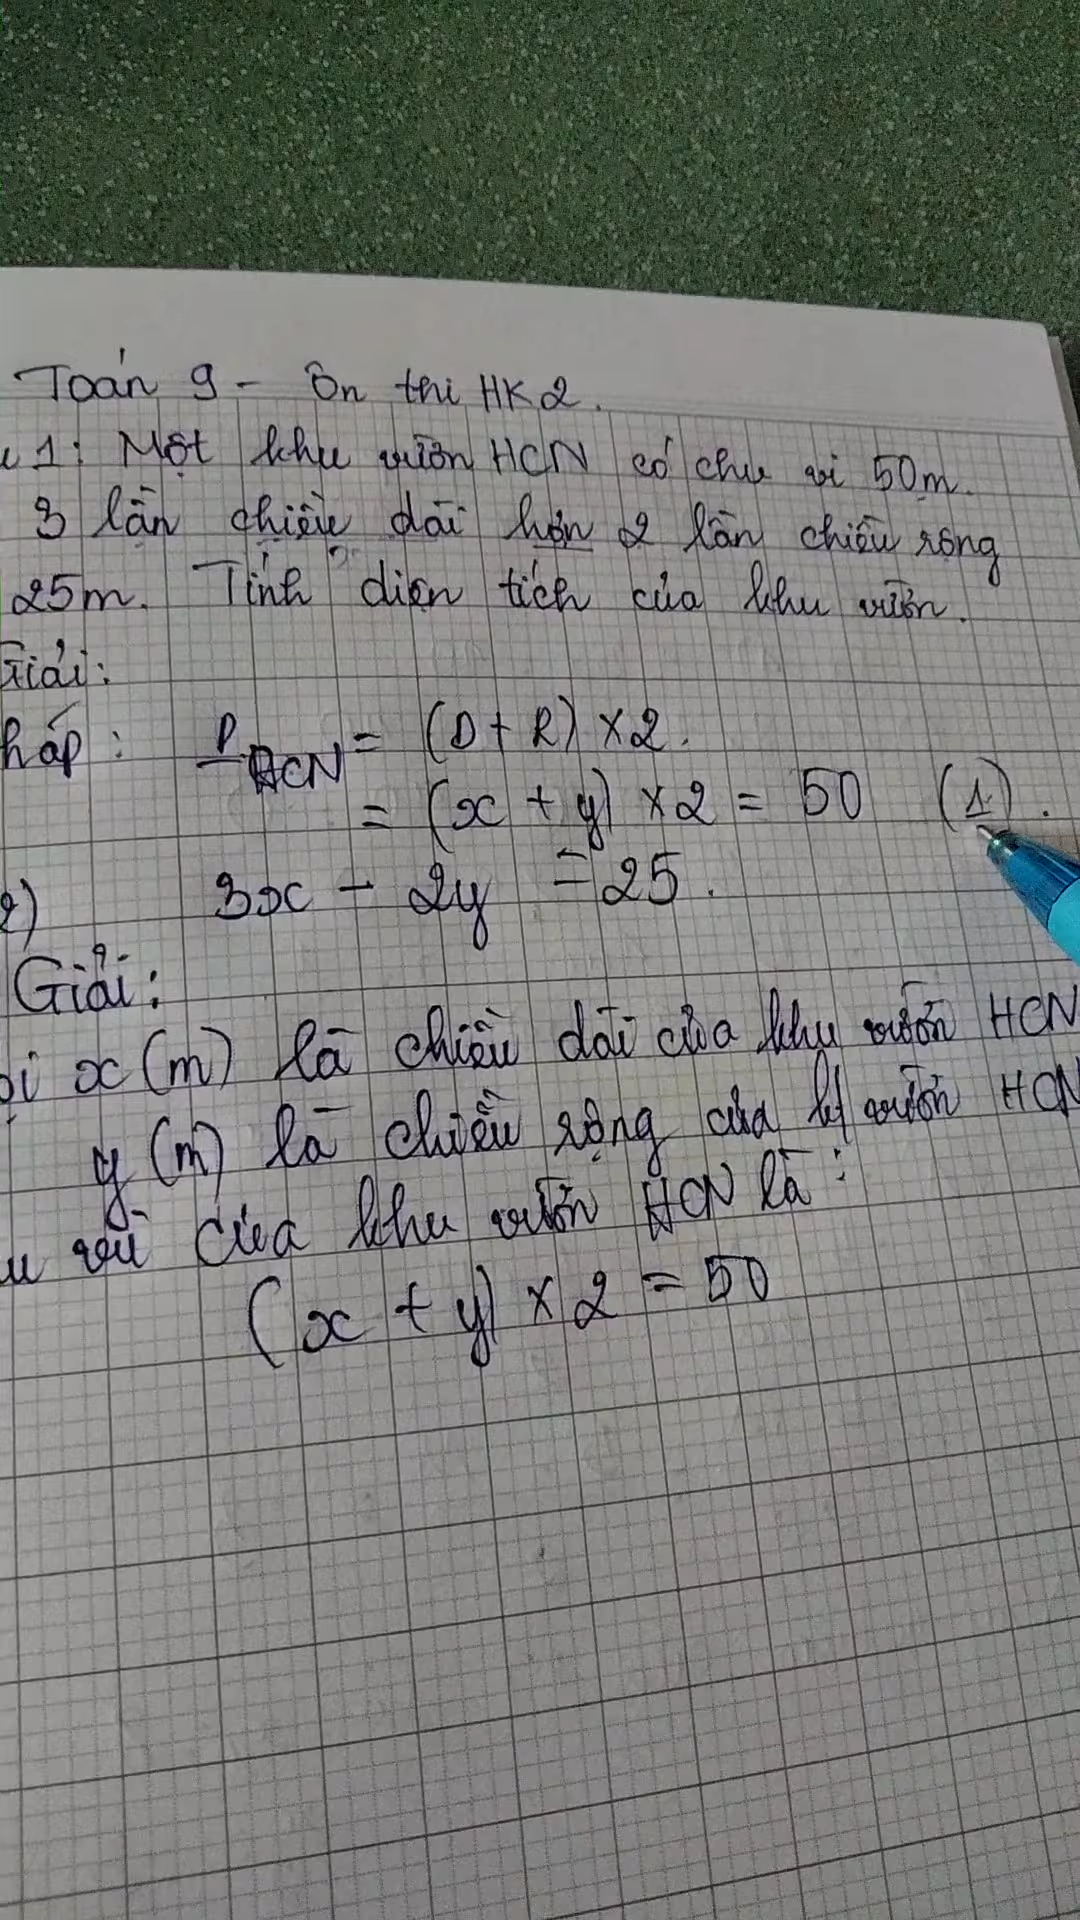 Toán 9 - Ôn thi HK2.
1: Một khu vườn HCN có chu vi 50m.
3 lần chiều dài hơn 2 lần chiều rộng
25m. Tính diện tích của khu vườn.
Giải:
háp: P HCN = (D + R) × 2.
= (x + y) × 2 = 50 (1).
2) 3x - 2y = 25.
Giải:
x (m) là chiều dài của khu vườn HCN
y (m) là chiều rộng của vườn HCN
vi của khu vườn HCN là:
(x + y) × 2 = 50